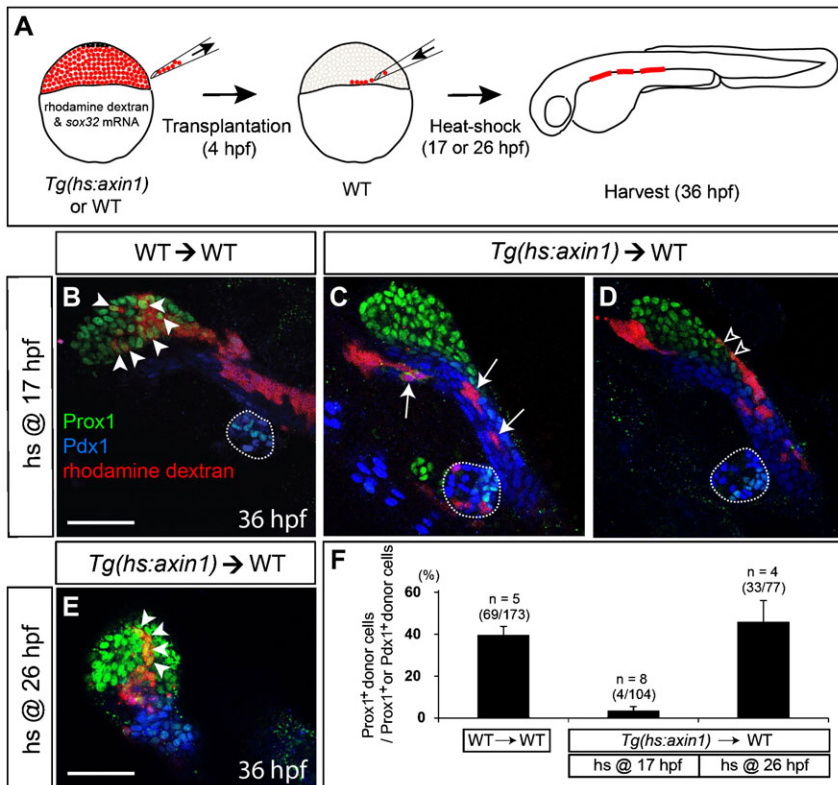 A
rhodamine dextran
& sox32 mRNA
Tg(hs:axin1)
or WT
Transplantation
(4 hpf)
WT
Heat-shock
(17 or 26 hpf)
Harvest (36 hpf)
WT → WT
Tg(hs:axin1) → WT
hs @ 17 hpf
B
Prox1
Pdx1
rhodamine dextran
36 hpf
C
D
Tg(hs:axin1) → WT
hs @ 26 hpf
E
36 hpf
F
Prox1+ donor cells
/ Prox1+ or Pdx1+ donor cells
(%)
60
40
20
0
n = 5
(69/173)
n = 8
(4/104)
n = 4
(33/77)
WT → WT
Tg(hs:axin1) → WT
hs @ 17 hpf
hs @ 26 hpf